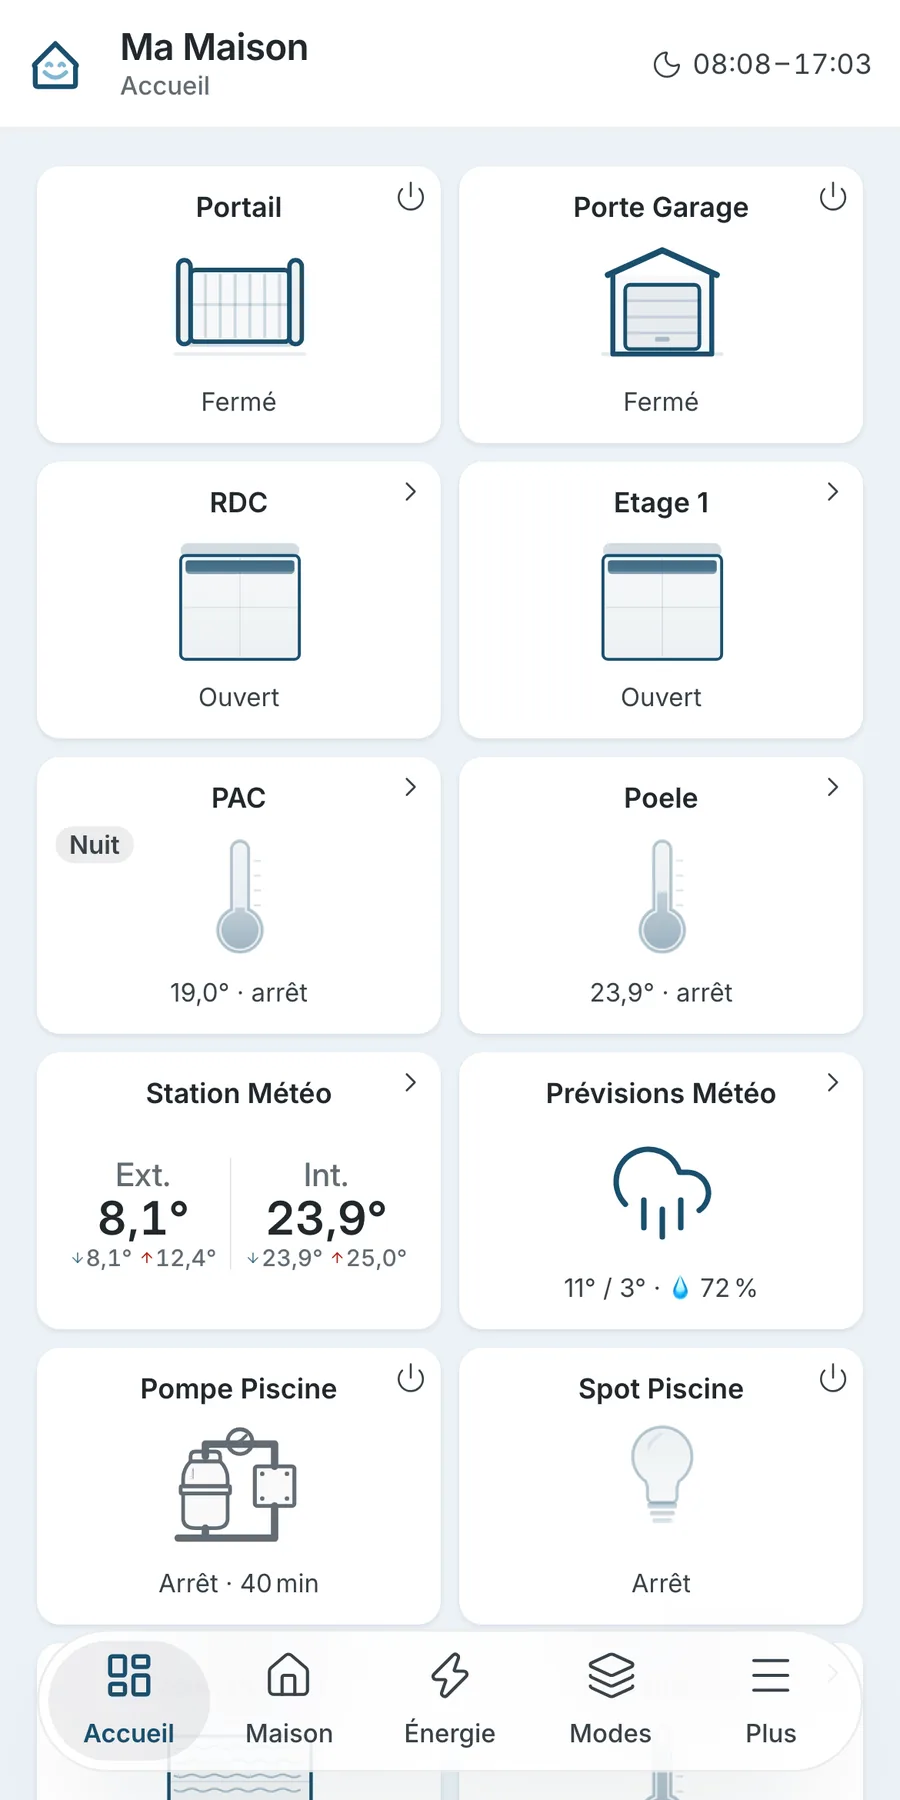 Ma Maison
Accueil
08:08–17:03
Portail
Fermé
Porte Garage
Fermé
RDC
Ouvert
Etage 1
Ouvert
PAC
Nuit
19,0° · arrêt
Poele
23,9° · arrêt
Station Météo
Ext.
8,1°
↓8,1° ↑12,4°
Int.
23,9°
↓23,9° ↑25,0°
Prévisions Météo
11° / 3° · 💧 72 %
Pompe Piscine
Arrêt · 40 min
Spot Piscine
Arrêt
Accueil
Maison
Énergie
Modes
Plus